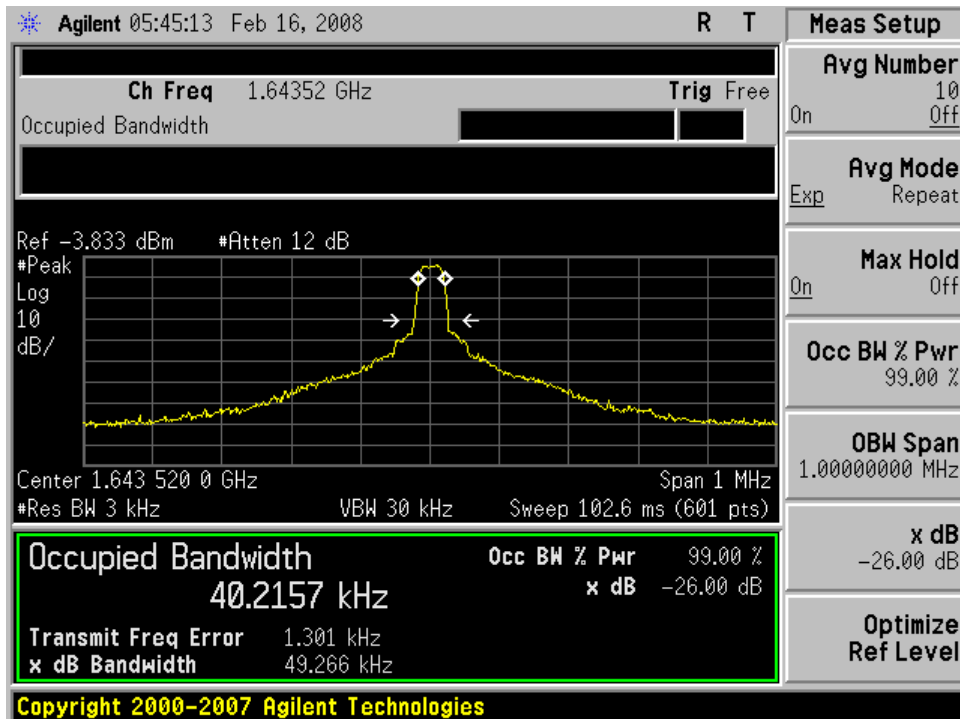 Agilent 05:45:13 Feb 16, 2008 R T
Ch Freq 1.64352 GHz Trig Free
Occupied Bandwidth
Ref -3.833 dBm #Atten 12 dB
#Peak
Log
10
dB/
Center 1.643 520 0 GHz Span 1 MHz
#Res BW 3 kHz VBW 30 kHz Sweep 102.6 ms (601 pts)
Occupied Bandwidth Occ BW % Pwr 99.00 %
40.2157 kHz x dB -26.00 dB
Transmit Freq Error 1.301 kHz
x dB Bandwidth 49.266 kHz
Copyright 2000-2007 Agilent Technologies
Meas Setup
Avg Number
10
On Off
Avg Mode
Exp Repeat
Max Hold
On Off
Occ BW % Pwr
99.00 %
OBW Span
1.00000000 MHz
x dB
-26.00 dB
Optimize
Ref Level